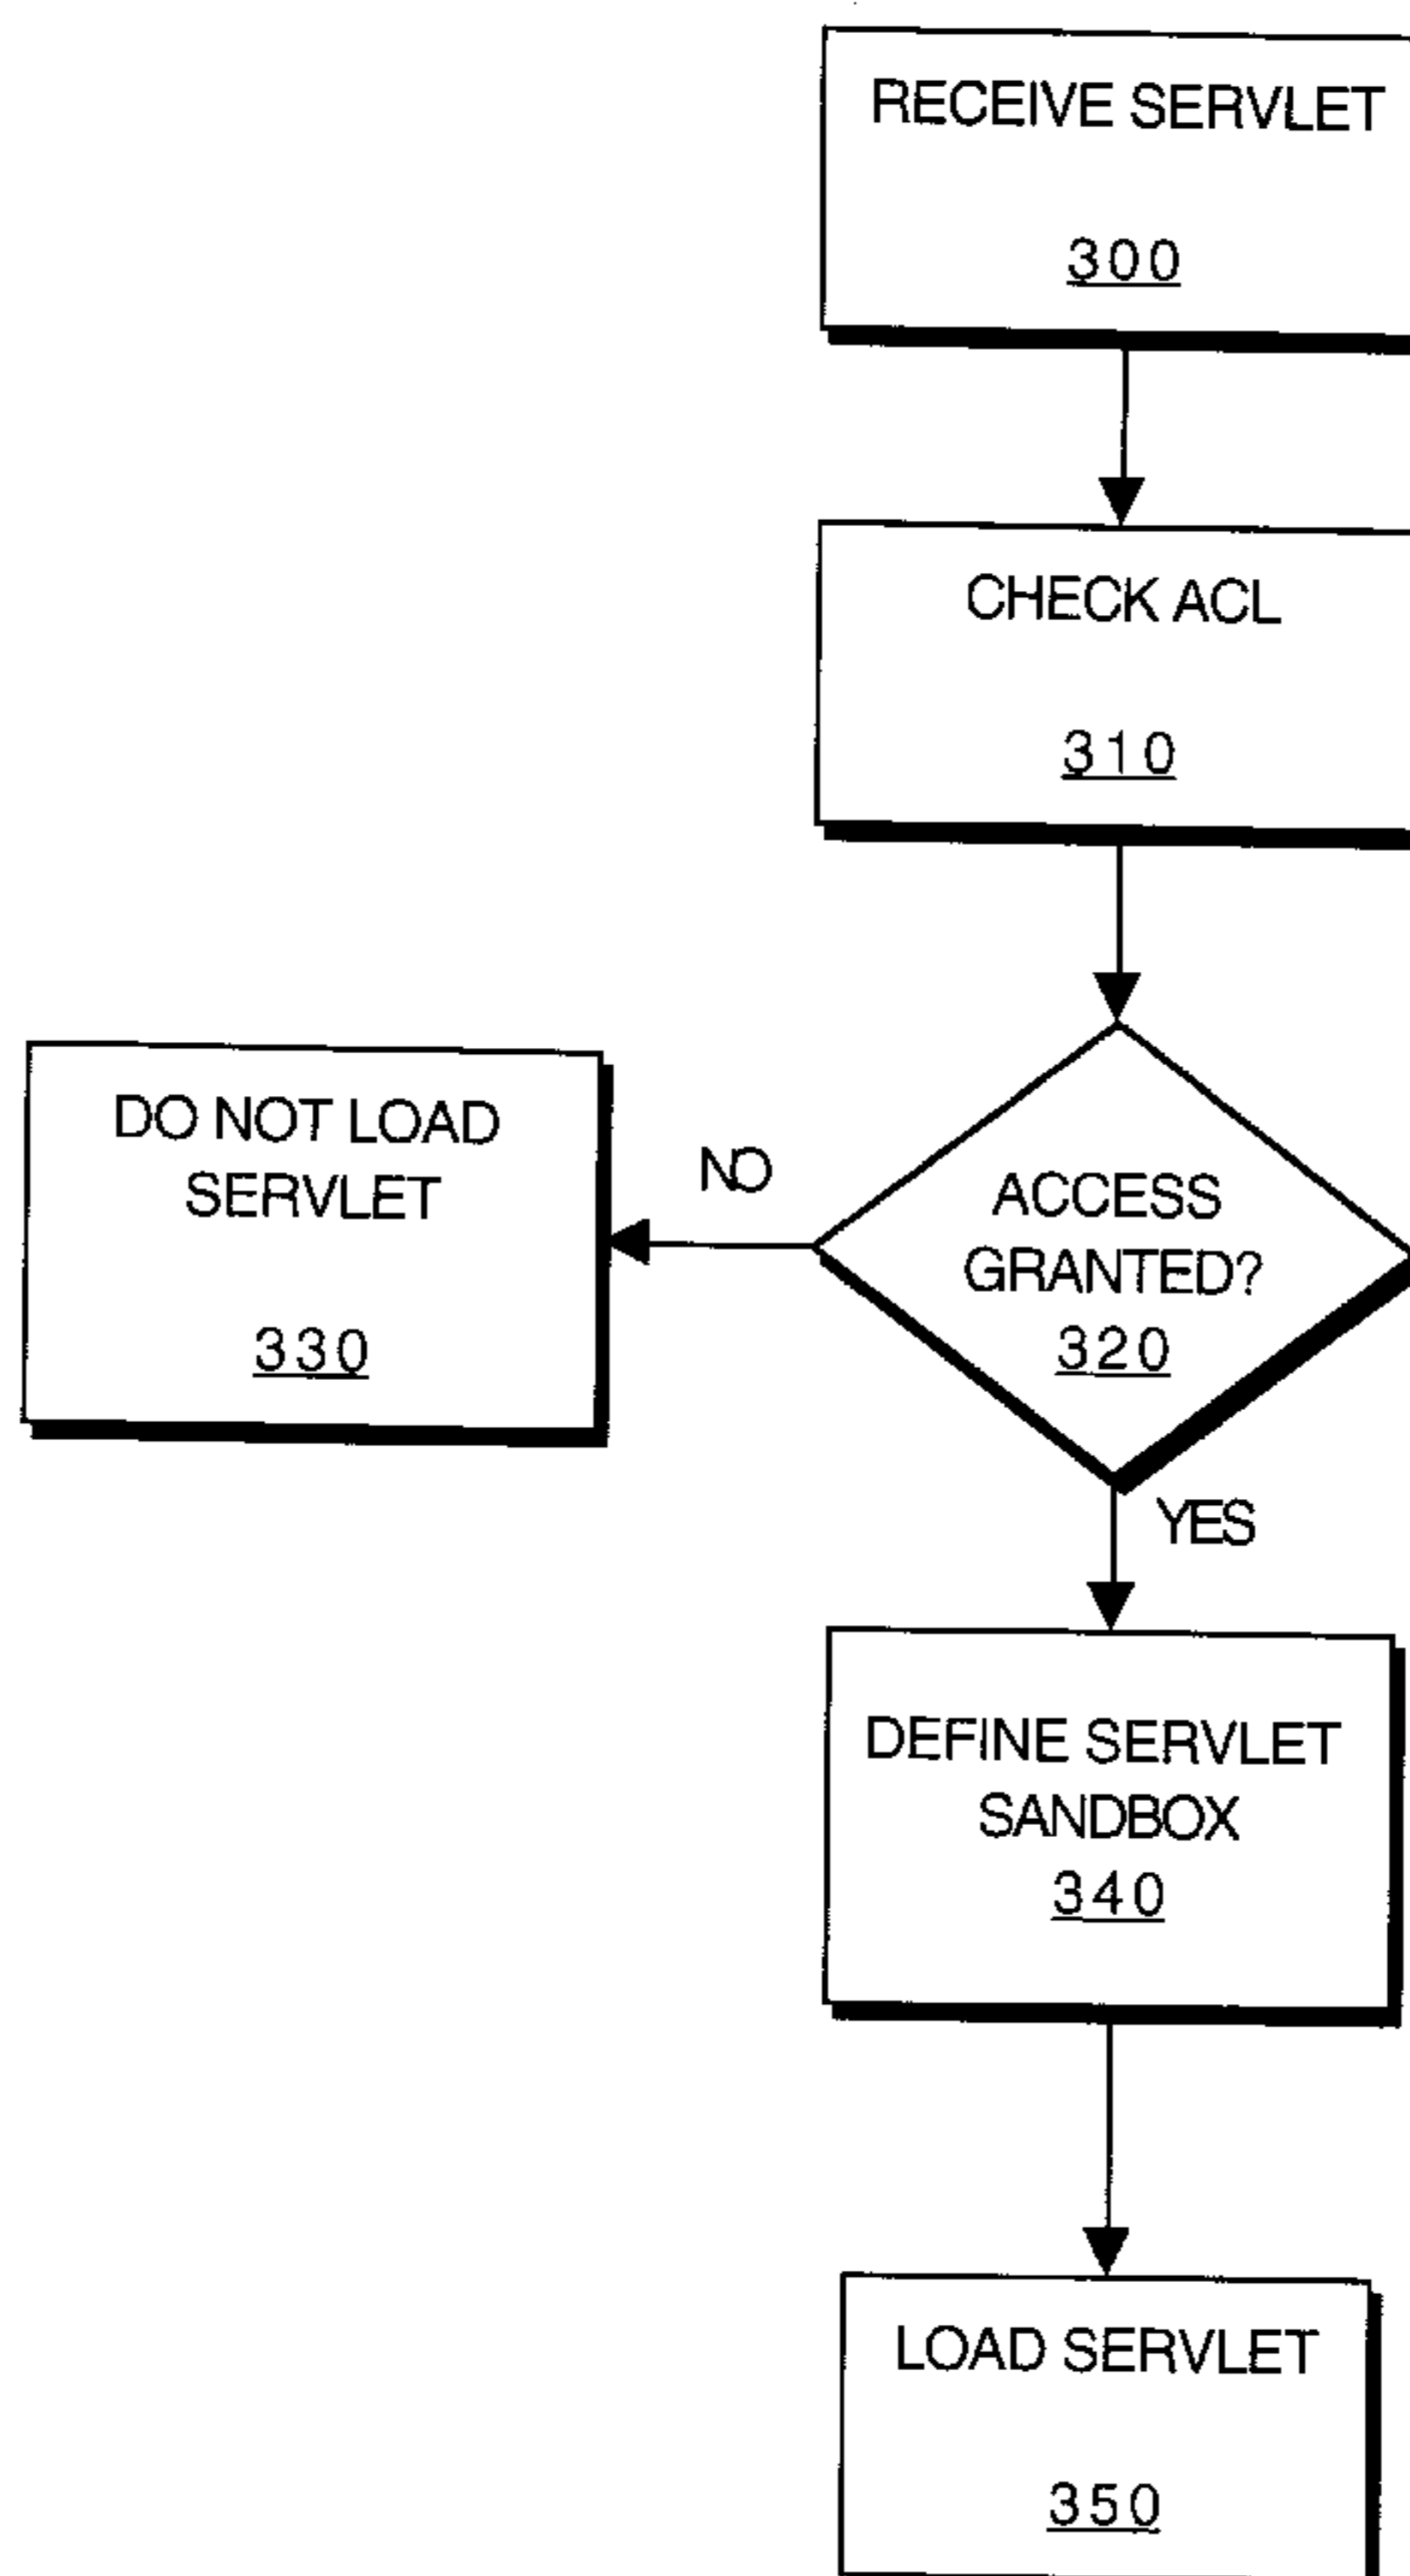 RECEIVE SERVLET
300
CHECK ACL
310
ACCESS
GRANTED?
320
NO
DO NOT LOAD
SERVLET
330
YES
DEFINE SERVLET
SANDBOX
340
LOAD SERVLET
350